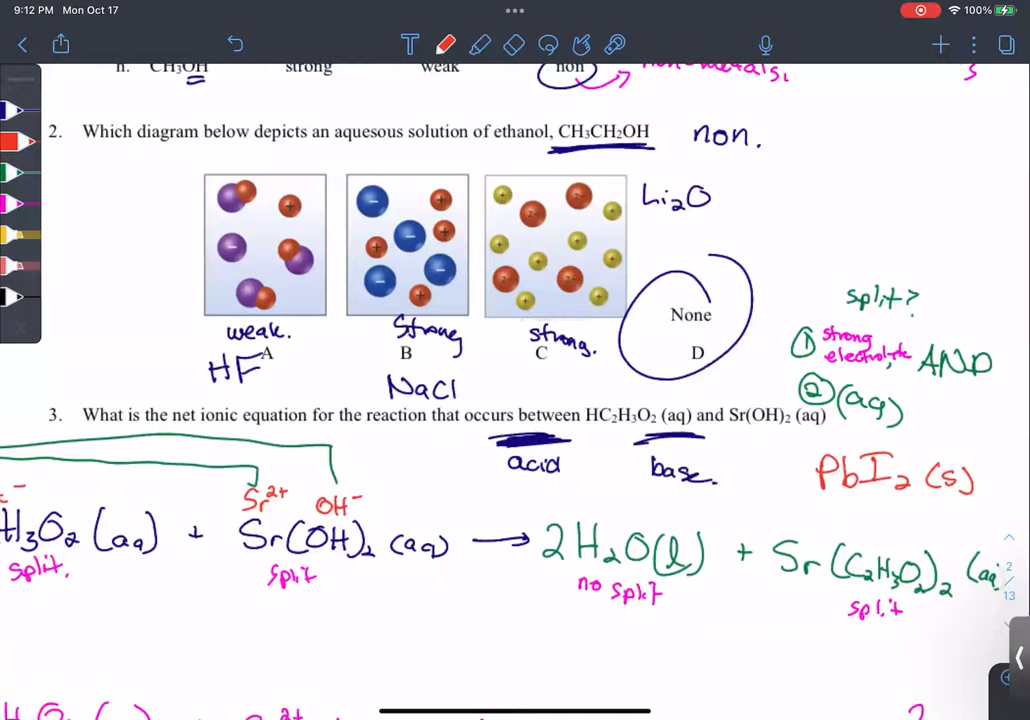 9:12 PM Mon Oct 17
100%
T
n. CH₃OH strong weak non
2. Which diagram below depicts an aquesous solution of ethanol, CH₃CH₂OH non.
Li₂O
None
weak. Strong strong.
A B C D
HF NaCl
split?
① strong electrolyte, AND
② (aq)
3. What is the net ionic equation for the reaction that occurs between HC₂H₃O₂ (aq) and Sr(OH)₂ (aq)
acid base.
PbI₂ (s)
Sr²⁺ OH⁻
H₃O₂ (aq) + Sr(OH)₂ (aq) → 2H₂O(l) + Sr(C₂H₃O₂)₂ (aq
split. split no split split
2
/
13